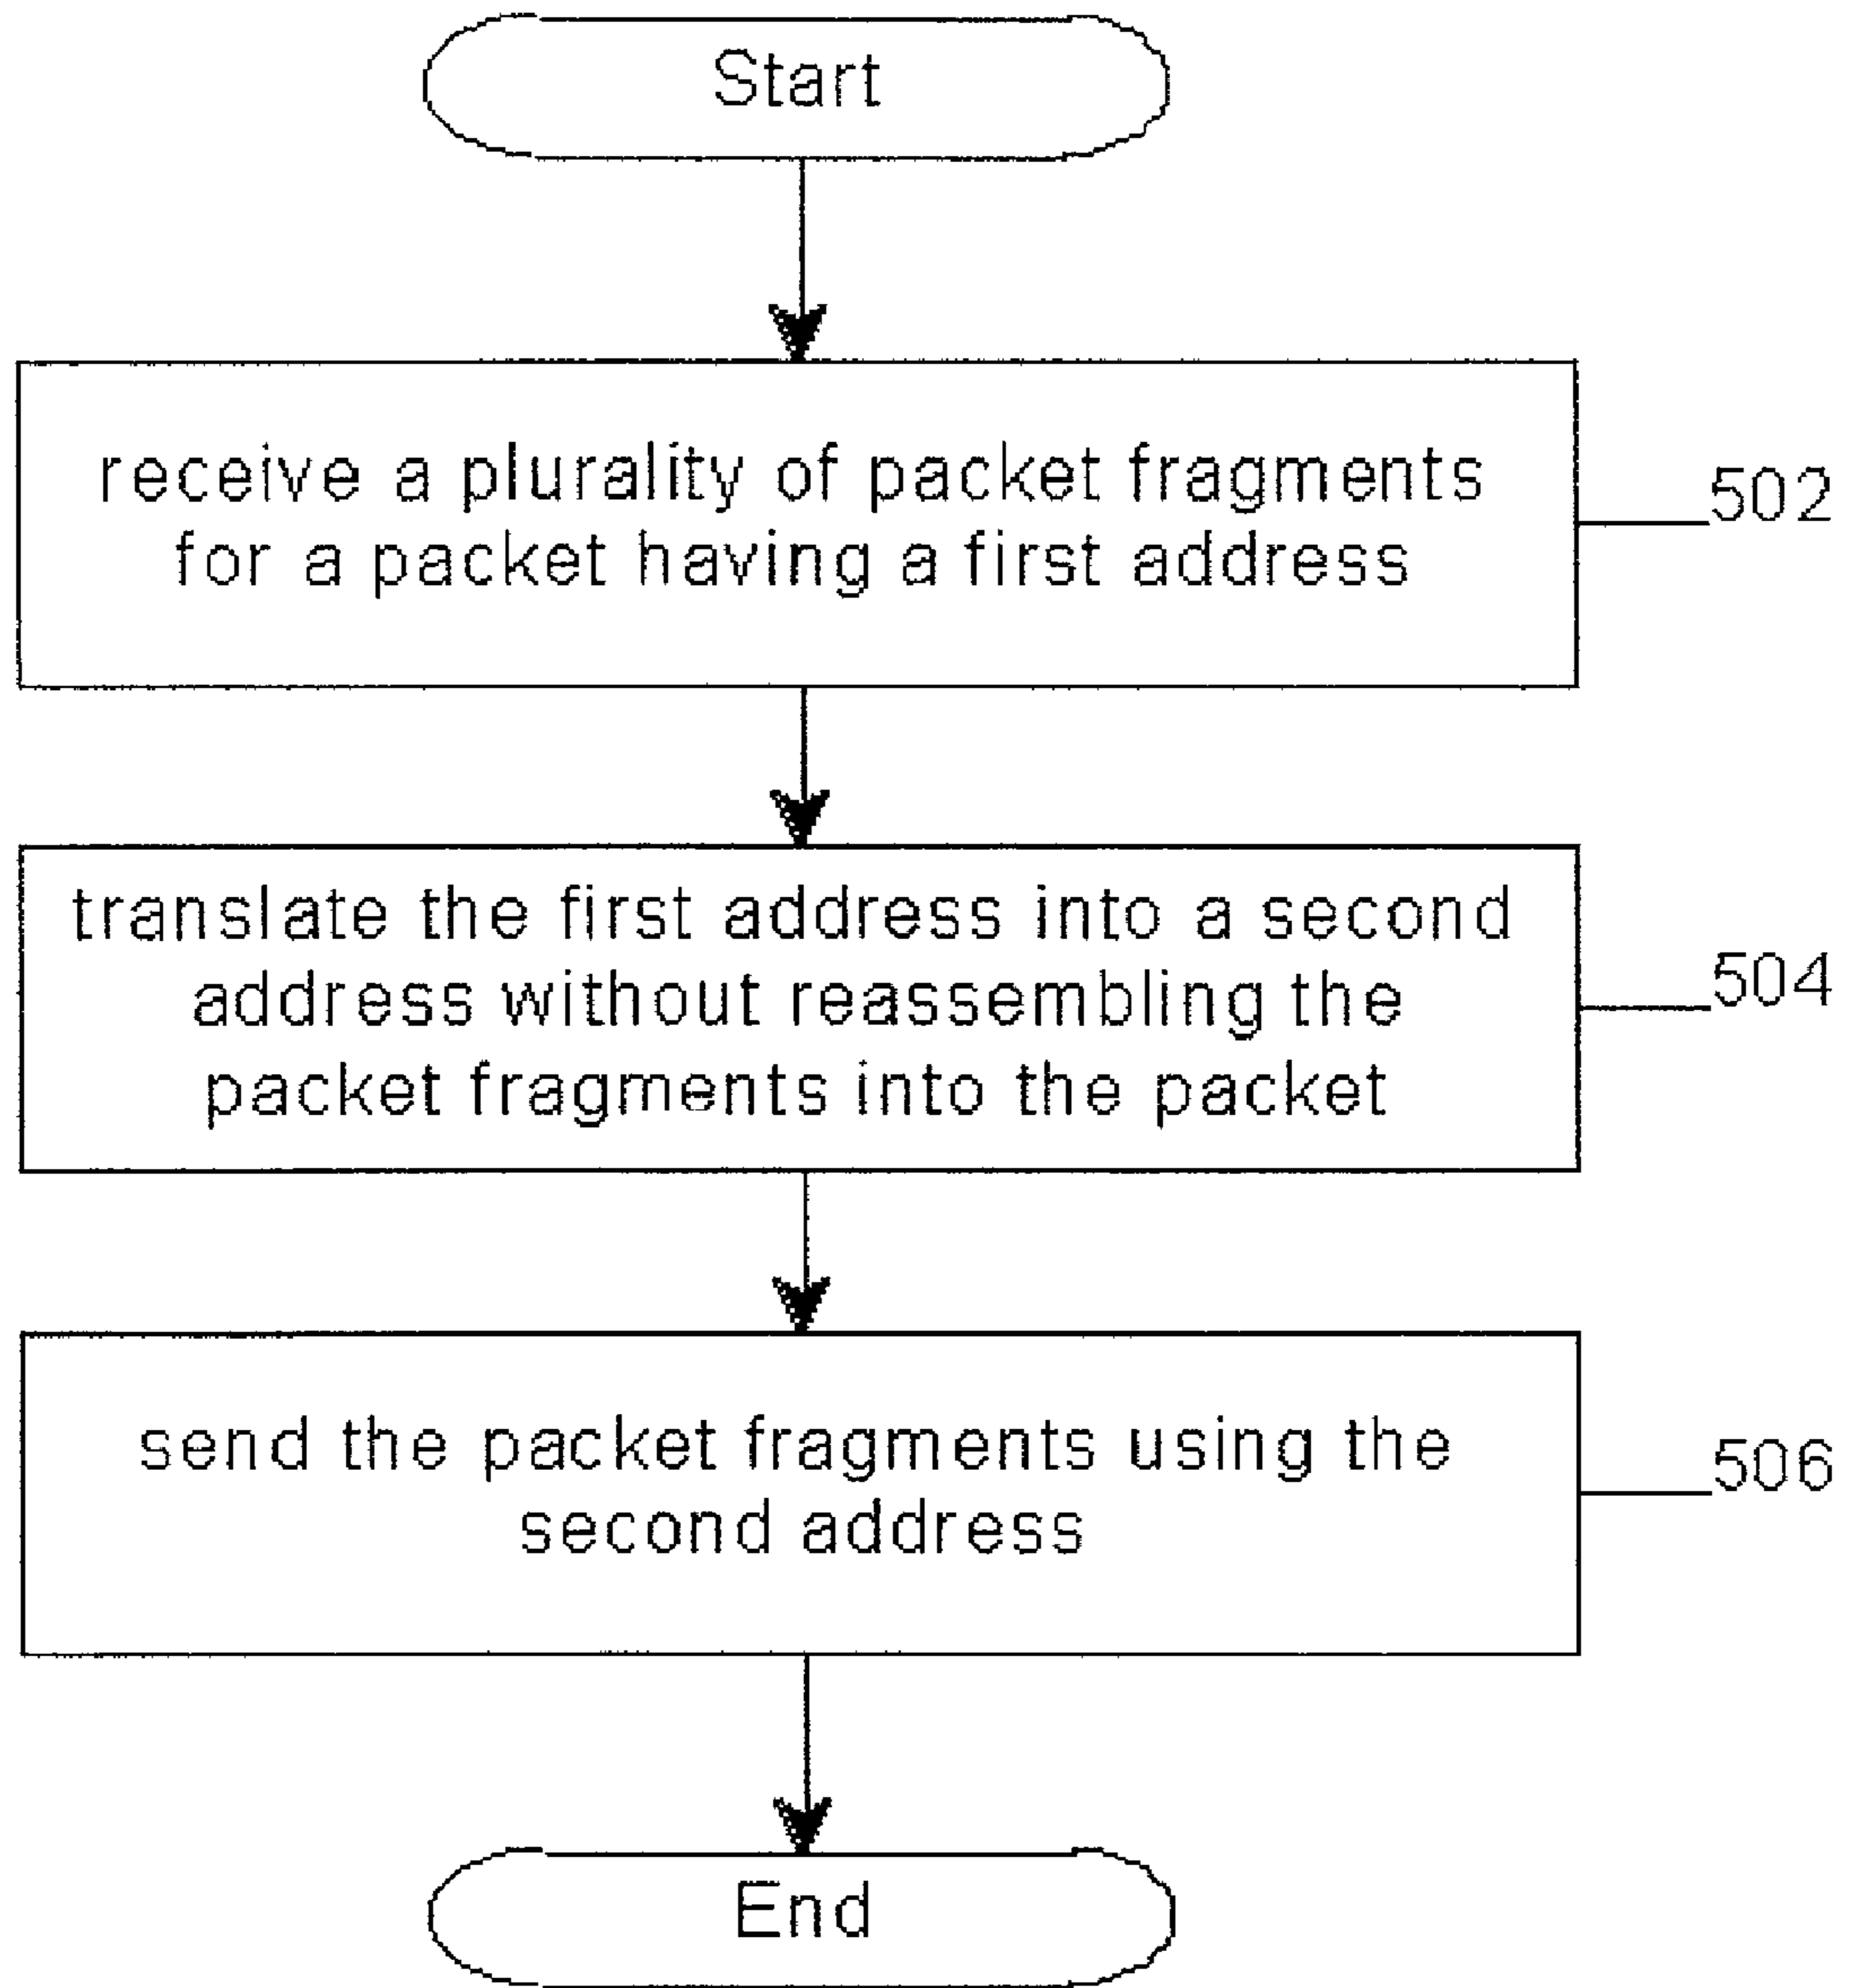 Start
receive a plurality of packet fragments
for a packet having a first address
502
translate the first address into a second
address without reassembling the
packet fragments into the packet
504
send the packet fragments using the
second address
506
End